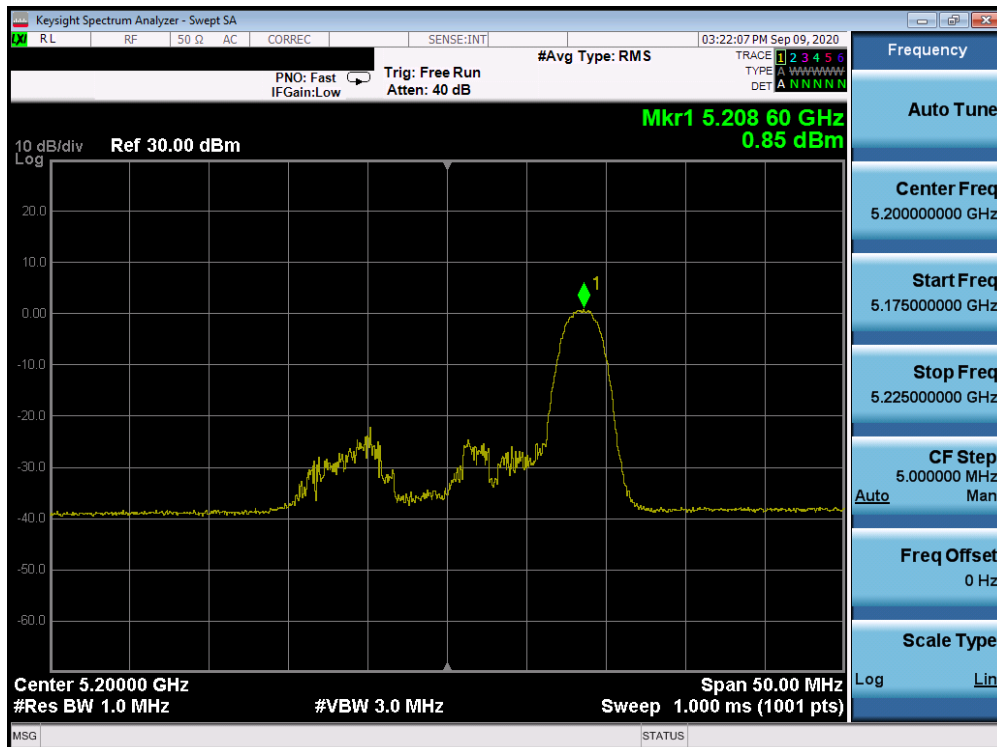 Keysight Spectrum Analyzer - Swept SA
LXI RL RF 50 Ω AC CORREC SENSE:INT 03:22:07 PM Sep 09, 2020
PNO: Fast Trig: Free Run #Avg Type: RMS TRACE 1 2 3 4 5 6
IFGain:Low Atten: 40 dB TYPE A WWWWW
DET A N N N N N
Mkr1 5.208 60 GHz
0.85 dBm
10 dB/div Ref 30.00 dBm
Log
20.0
10.0
1
0.00
-10.0
-20.0
-30.0
-40.0
-50.0
-60.0
Center 5.20000 GHz Span 50.00 MHz
#Res BW 1.0 MHz #VBW 3.0 MHz Sweep 1.000 ms (1001 pts)
MSG STATUS
Frequency
Auto Tune
Center Freq
5.200000000 GHz
Start Freq
5.175000000 GHz
Stop Freq
5.225000000 GHz
CF Step
5.000000 MHz
Auto Man
Freq Offset
0 Hz
Scale Type
Log Lin